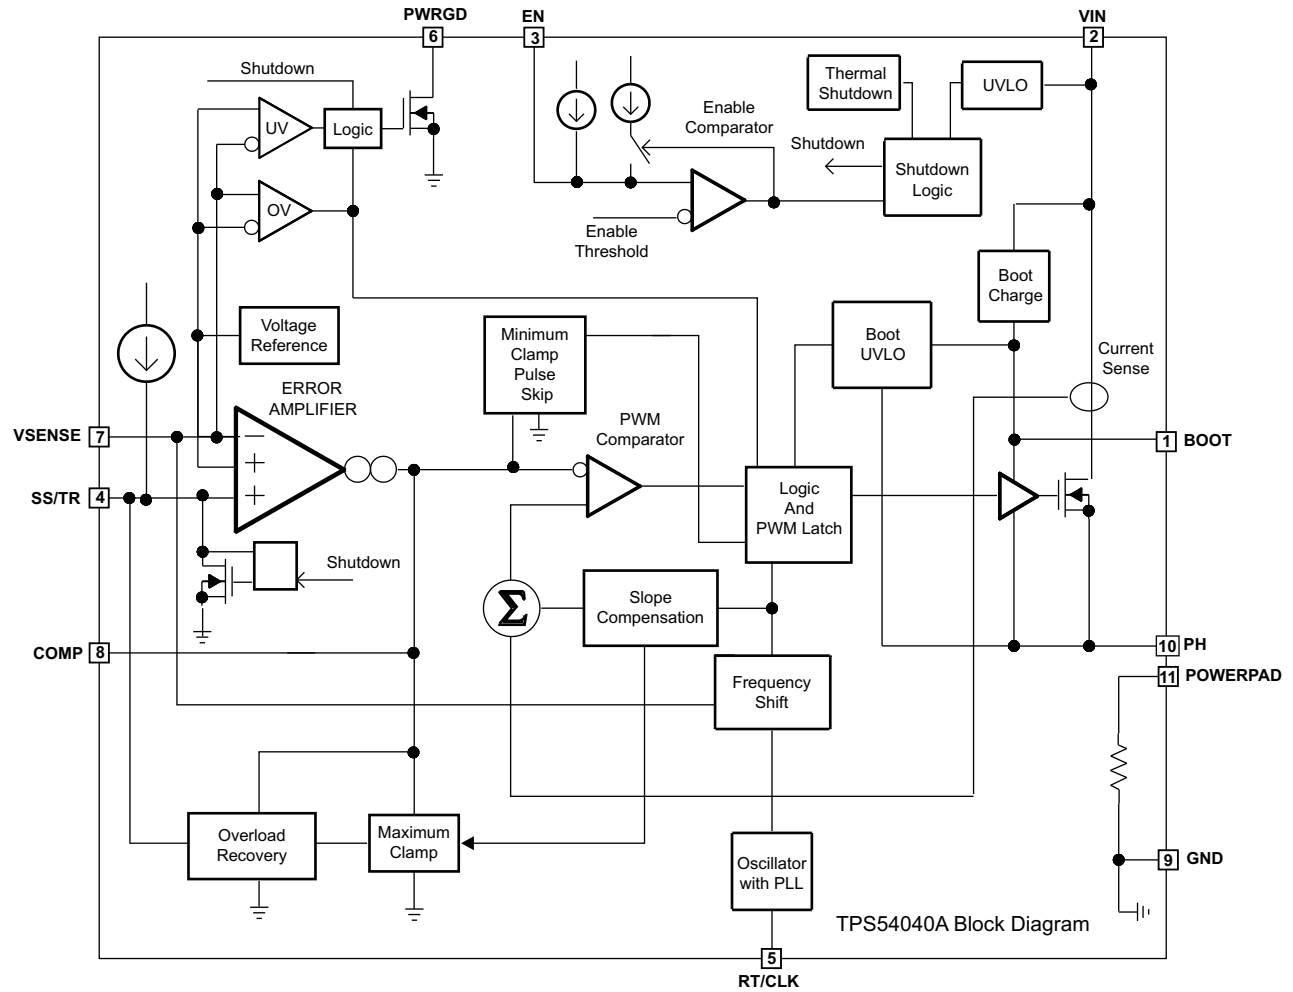 PWRGD
6
EN
3
VIN
2
Shutdown
UV
Logic
OV
Enable
Comparator
Enable
Threshold
Thermal
Shutdown
UVLO
Shutdown
Shutdown
Logic
Boot
Charge
Voltage
Reference
Minimum
Clamp
Pulse
Skip
Boot
UVLO
Current
Sense
ERROR
AMPLIFIER
PWM
Comparator
VSENSE 7
1 BOOT
−
+
+
SS/TR 4
Logic
And
PWM Latch
Shutdown
Σ
Slope
Compensation
COMP 8
10 PH
11 POWERPAD
Frequency
Shift
Overload
Recovery
Maximum
Clamp
Oscillator
with PLL
9 GND
TPS54040A Block Diagram
5
RT/CLK